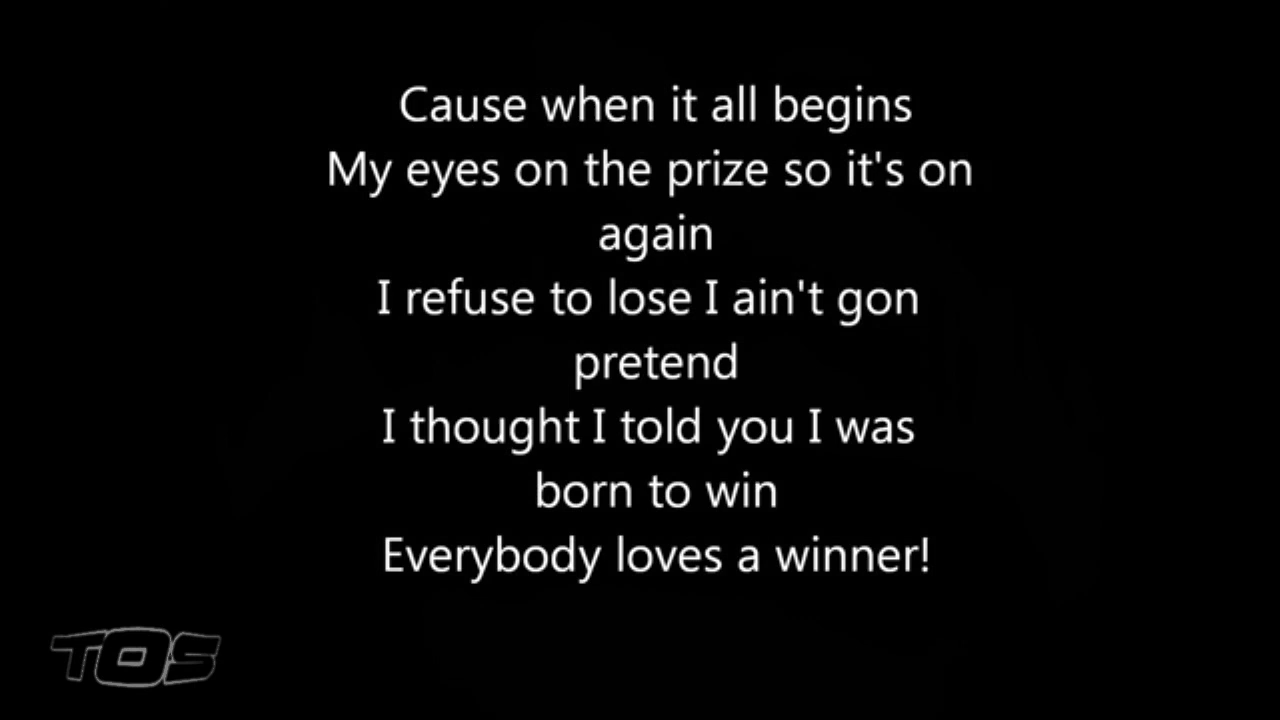 Cause when it all begins
My eyes on the prize so it's on
again
I refuse to lose I ain't gon
pretend
I thought I told you I was
born to win
Everybody loves a winner!
TOS